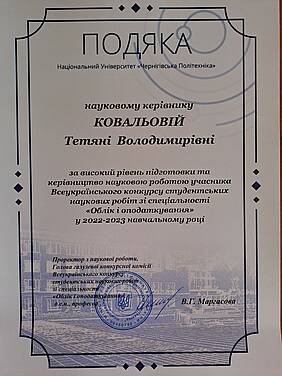 ПОДЯКА
Національний Університет «Чернігівська Політехніка»
науковому керівнику
КОВАЛЬОВІЙ
Тетяні Володимирівні
за високий рівень підготовки та
керівництво науковою роботою учасника
Всеукраїнського конкурсу студентських
наукових робіт зі спеціальності
«Облік і оподаткування»
у 2022-2023 навчальному році
Проректор з наукової роботи,
Голова галузевої конкурсної комісії
Всеукраїнського конкурсу
студентських наукових робіт
зі спеціальності
«Облік і оподаткування»
д.е.н., професор
В.Г. Маргасова